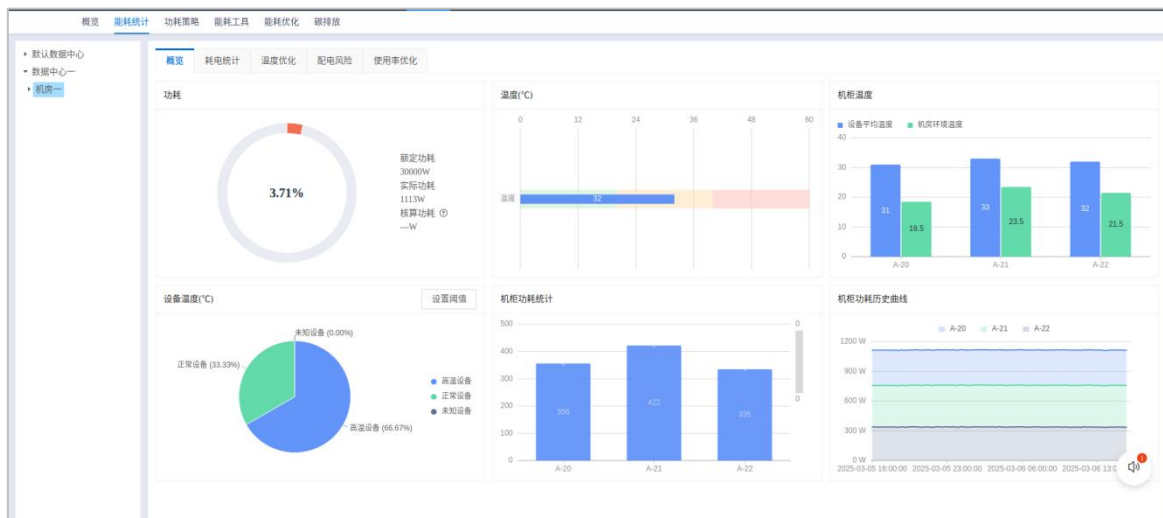 概览 能耗统计 功耗策略 能耗工具 能耗优化 碳排放
默认数据中心
数据中心一
机房一
概览 耗电统计 温度优化 配电风险 使用率优化
功耗
3.71%
额定功耗
30000W
实际功耗
1113W
核算功耗
---W
温度(℃)
0 12 24 36 48 60
温度
32
机柜温度
设备平均温度 机房环境温度
40
30
20
10
0
31 18.5 33 23.5 32 21.5
A-20 A-21 A-22
设备温度(℃)
设置阈值
未知设备 (0.00%)
正常设备 (33.33%)
高温设备 (66.67%)
高温设备
正常设备
未知设备
机柜功耗统计
500
400
300
200
100
0
356 422 335
A-20 A-21 A-22
0
0
机柜功耗历史曲线
A-20 A-21 A-22
1200 W
900 W
600 W
300 W
0 W
2025-03-05 16:00:00 2025-03-05 23:00:00 2025-03-06 06:00:00 2025-03-06 13:0